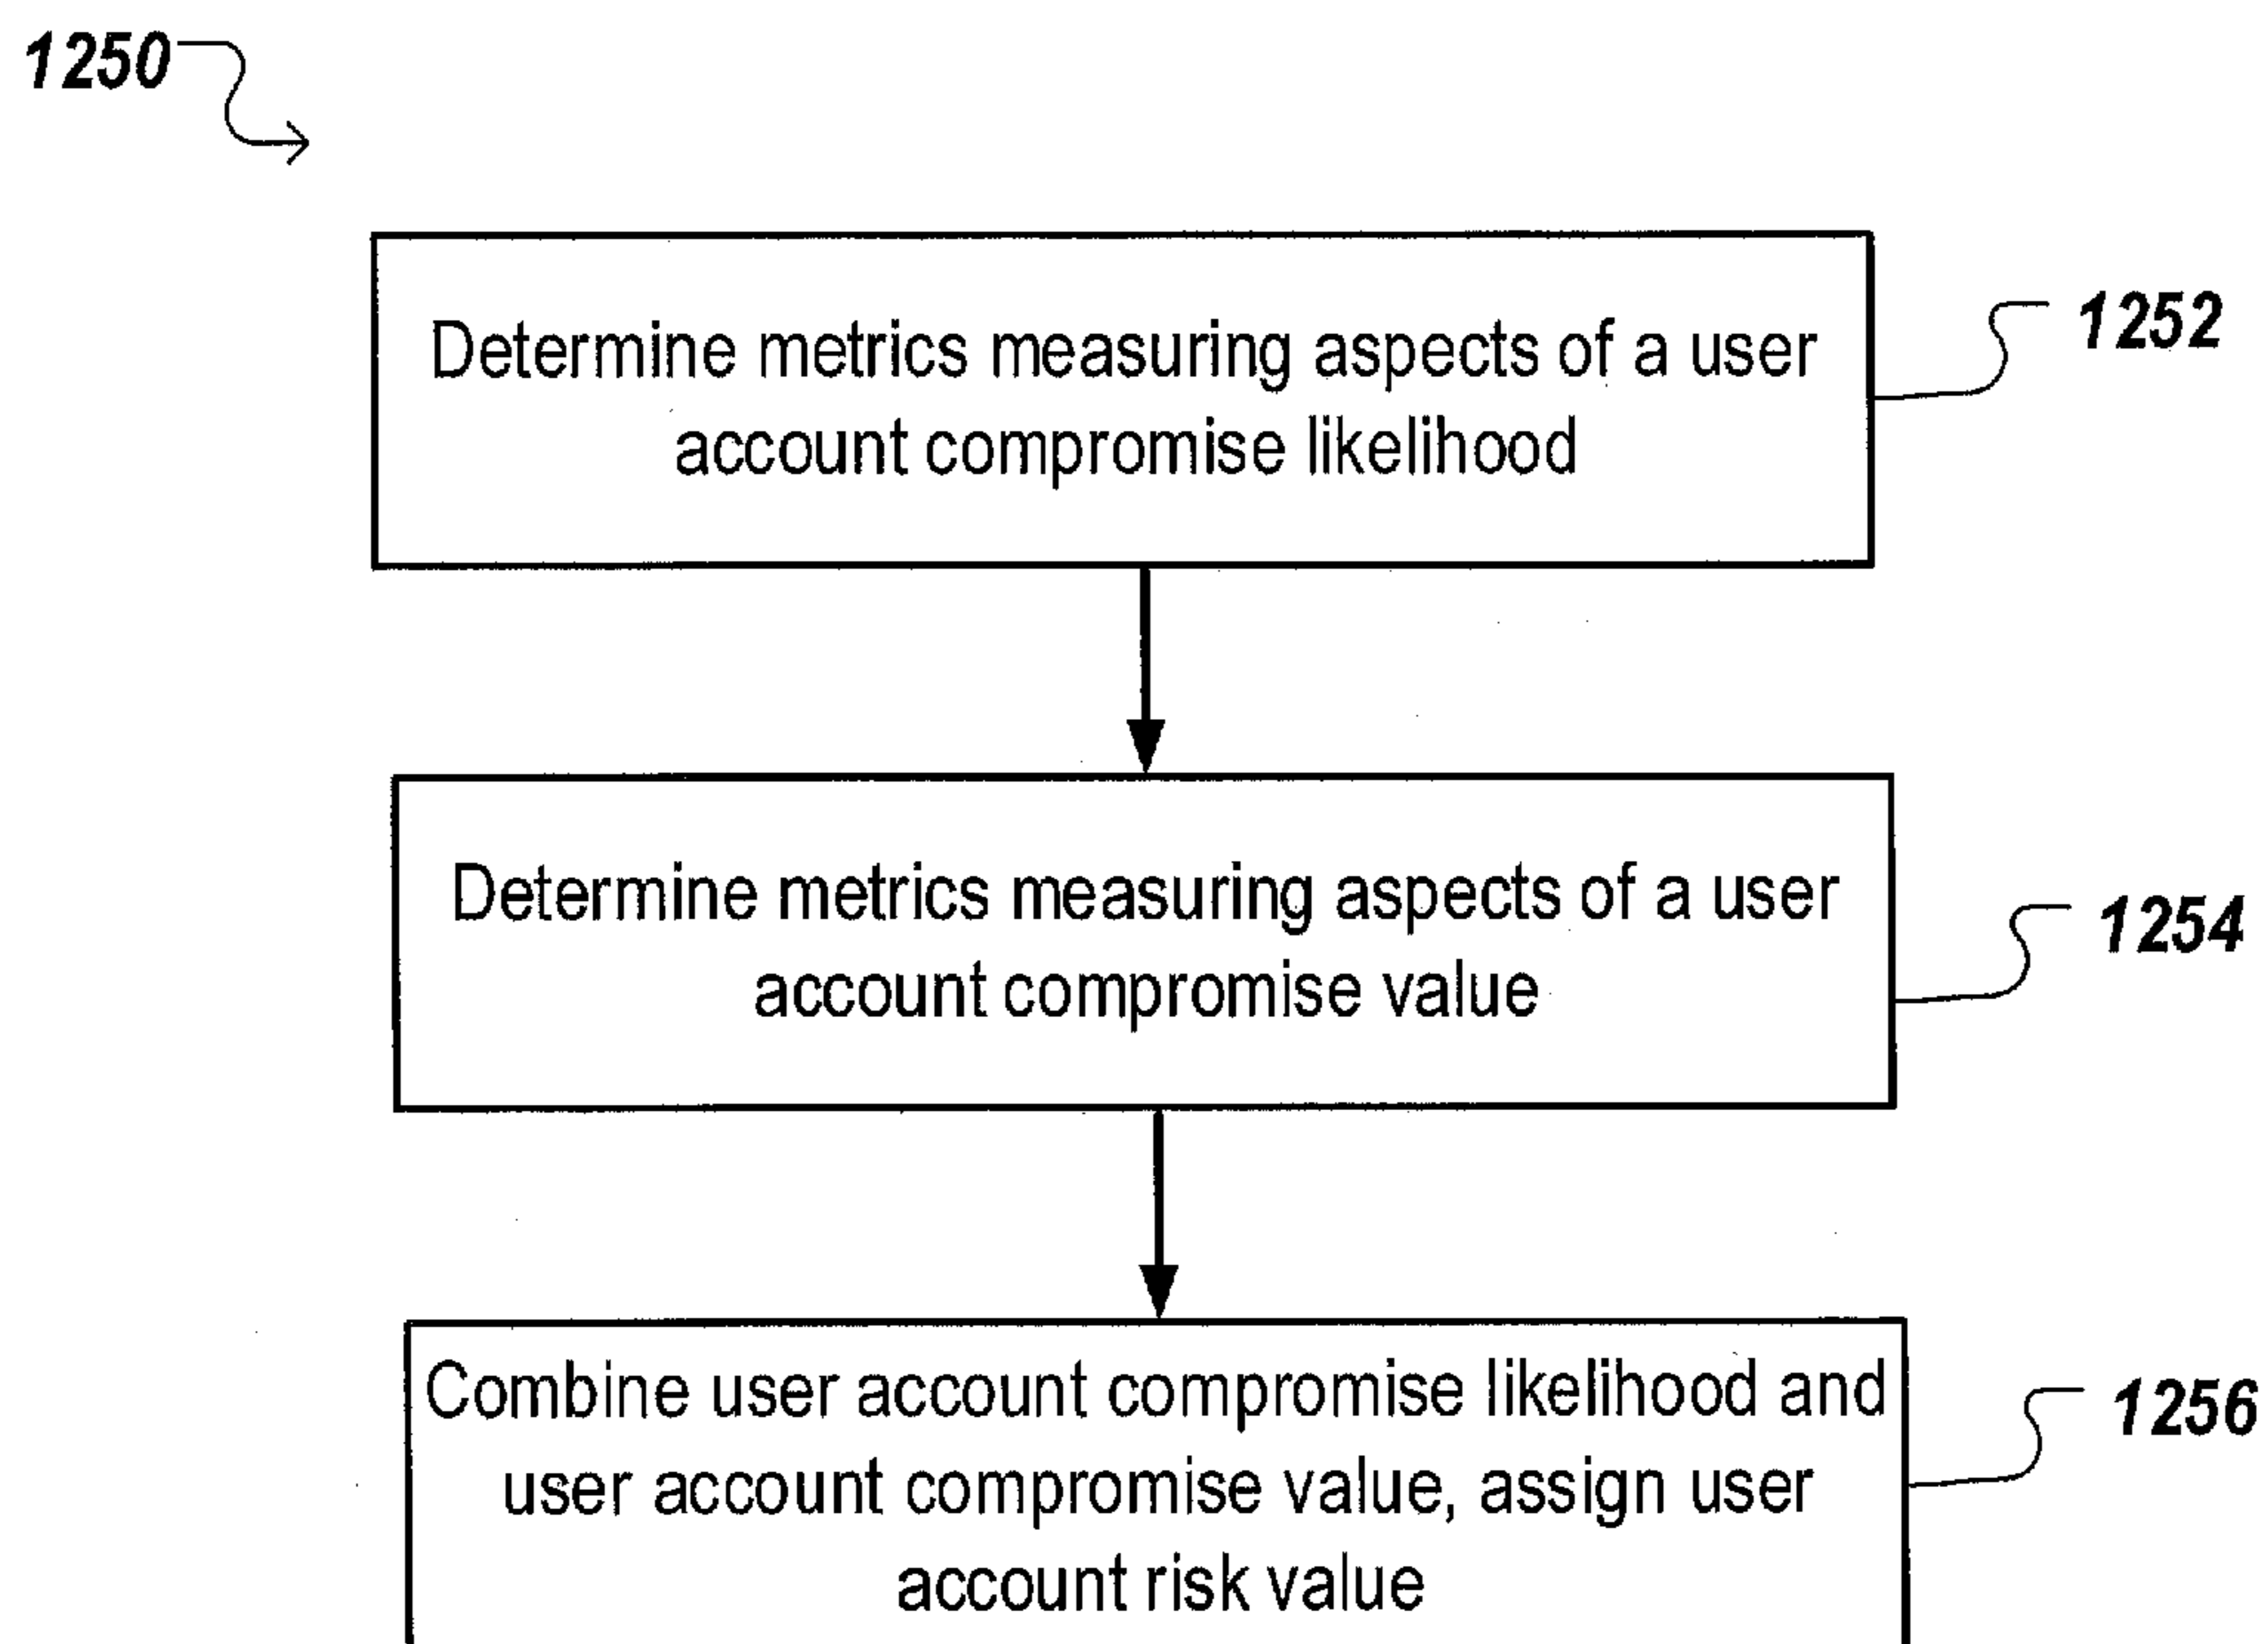 1250
Determine metrics measuring aspects of a user
account compromise likelihood
1252
Determine metrics measuring aspects of a user
account compromise value
1254
Combine user account compromise likelihood and
user account compromise value, assign user
account risk value
1256